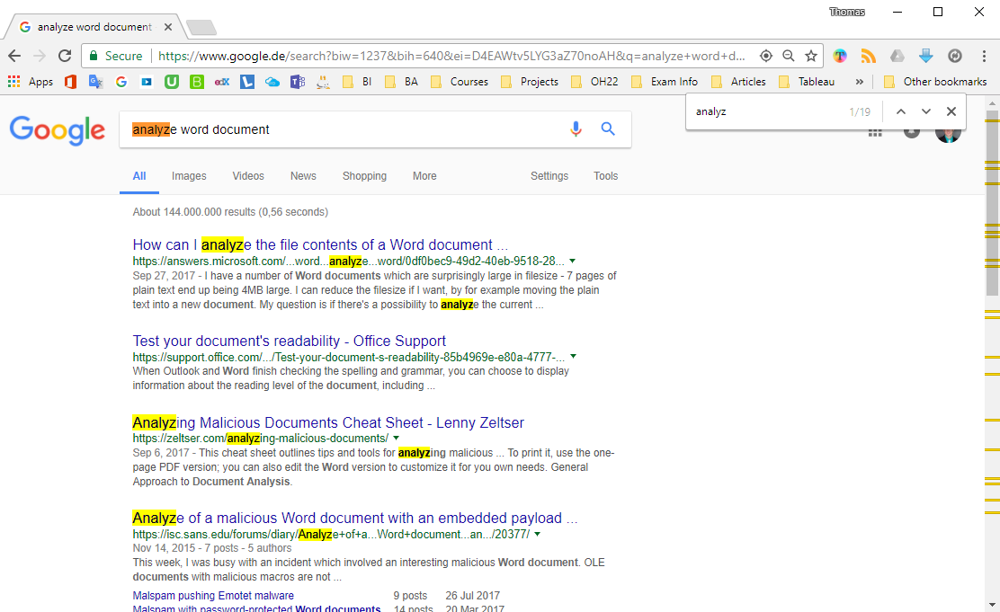 Thomas
analyze word document
Secure https://www.google.de/search?biw=1237&bih=640&ei=D4EAWtv5LYG3aZ70noAH&q=analyze+word+d...
Apps edX BI BA Courses Projects OH22 Exam Info Articles Tableau » Other bookmarks
analyz 1/19
Google
analyze word document
All Images Videos News Shopping More Settings Tools
About 144.000.000 results (0,56 seconds)
How can I analyze the file contents of a Word document ...
https://answers.microsoft.com/...word...analyze...word/0df0bec9-49d2-40eb-9518-28...
Sep 27, 2017 - I have a number of Word documents which are surprisingly large in filesize - 7 pages of
plain text end up being 4MB large. I can reduce the filesize if I want, by for example moving the plain
text into a new document. My question is if there's a possibility to analyze the current ...
Test your document's readability - Office Support
https://support.office.com/.../Test-your-document-s-readability-85b4969e-e80a-4777-...
When Outlook and Word finish checking the spelling and grammar, you can choose to display
information about the reading level of the document, including ...
Analyzing Malicious Documents Cheat Sheet - Lenny Zeltser
https://zeltser.com/analyzing-malicious-documents/
Sep 6, 2017 - This cheat sheet outlines tips and tools for analyzing malicious ... To print it, use the one-
page PDF version; you can also edit the Word version to customize it for you own needs. General
Approach to Document Analysis.
Analyze of a malicious Word document with an embedded payload ...
https://isc.sans.edu/forums/diary/Analyze+of+a...Word+document...an.../20377/
Nov 14, 2015 - 7 posts - 5 authors
This week, I was busy with an incident which involved an interesting malicious Word document. OLE
documents with malicious macros are not ...
Malspam pushing Emotet malware 9 posts 26 Jul 2017
Malspam with password-protected Word documents 14 posts 20 Mar 2017